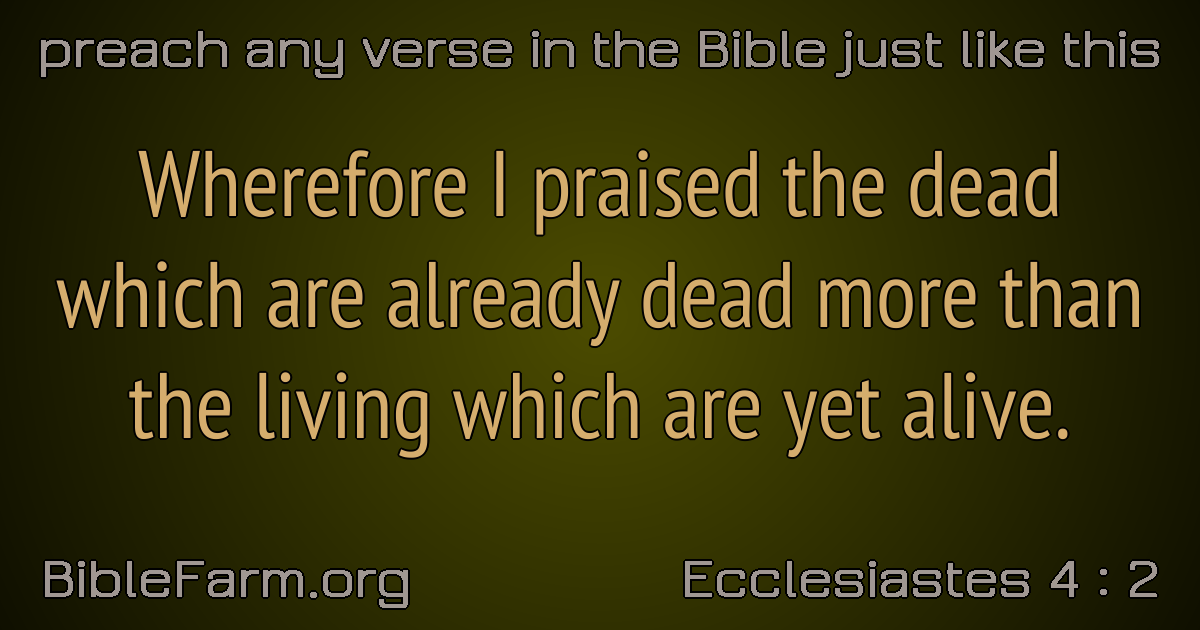 preach any verse in the Bible just like this
Wherefore I praised the dead
which are already dead more than
the living which are yet alive.
BibleFarm.org
Ecclesiastes 4 : 2